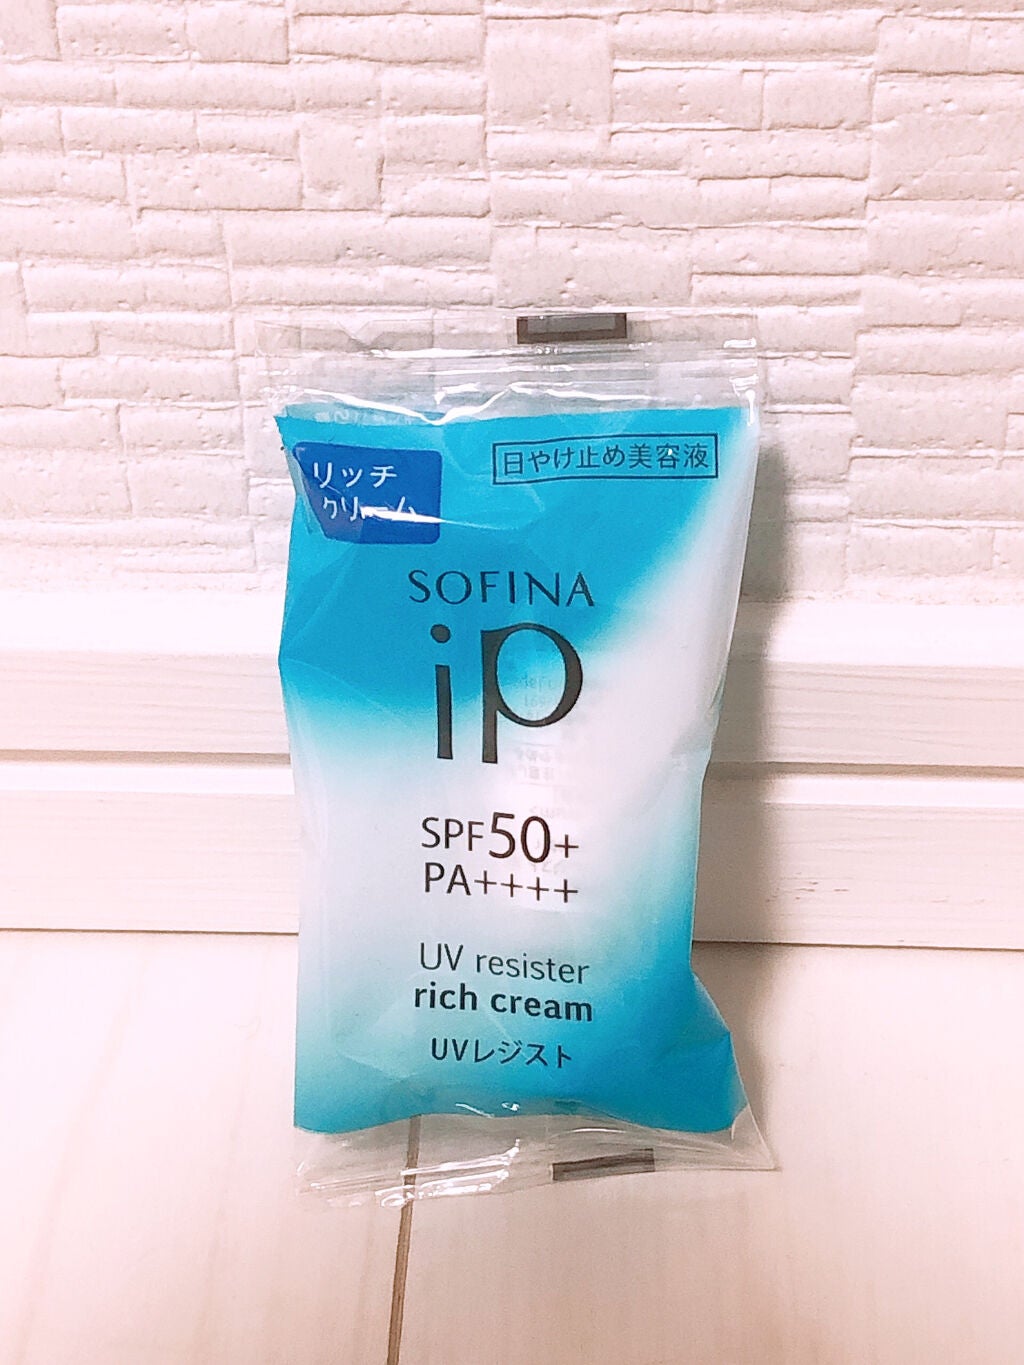 リッチ
クリーム
日やけ止め美容液
SOFINA
iP
SPF50+
PA++++
UV resister
rich cream
UVレジスト